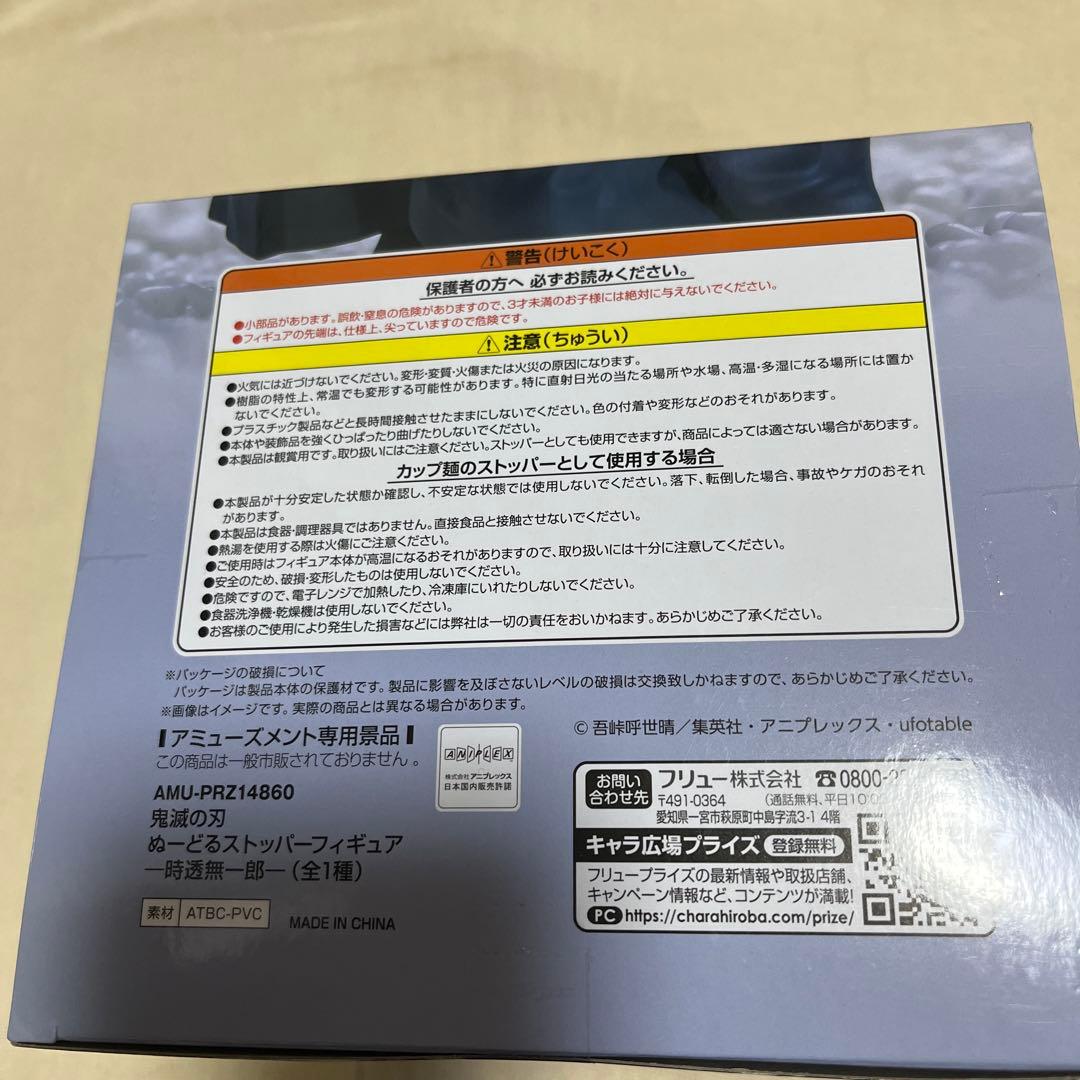 ⚠警告(けいこく)
保護者の方へ 必ずお読みください。
●小部品があります。誤飲・窒息の危険がありますので、3才未満のお子様には絶対に与えないでください。
●フィギュアの先端は、仕様上、尖っていますので危険です。
⚠注意(ちゅうい)
●火気には近づけないでください。変形・変質・火傷または火災の原因になります。
●樹脂の特性上、常温でも変形する可能性があります。特に直射日光の当たる場所や水場、高温・多湿になる場所には置か
ないでください。
●プラスチック製品などと長時間接触させたままにしないでください。色の付着や変形などのおそれがあります。
●本体や装飾品を強くひっぱったり曲げたりしないでください。
●本製品は観賞用です。取り扱いにはご注意ください。ストッパーとしても使用できますが、商品によっては適さない場合があります。
カップ麺のストッパーとして使用する場合
●本製品が十分安定した状態か確認し、不安定な状態では使用しないでください。落下、転倒した場合、事故やケガのおそれ
があります。
●本製品は食器・調理器具ではありません。直接食品と接触させないでください。
●熱湯を使用する際は火傷にご注意ください。
●ご使用時はフィギュア本体が高温になるおそれがありますので、取り扱いには十分に注意してください。
●安全のため、破損・変形したものは使用しないでください。
●危険ですので、電子レンジで加熱したり、冷凍庫にいれたりしないでください。
●食器洗浄機・乾燥機は使用しないでください。
●お客様のご使用により発生した損害などには弊社は一切の責任をおいかねます。あらかじめご了承ください。
※パッケージの破損について
パッケージは製品本体の保護材です。製品に影響を及ぼさないレベルの破損は交換致しかねますので、あらかじめご了承ください。
※画像はイメージです。実際の商品とは異なる場合があります。
©吾峠呼世晴/集英社・アニプレックス・ufotable
┃アミューズメント専用景品┃
この商品は一般市販されておりません。
ANIPLEX
株式会社アニプレックス
日本国内販売許諾
AMU-PRZ14860
鬼滅の刃
ぬーどるストッパーフィギュア
―時透無一郎―(全1種)
素材 ATBC-PVC
MADE IN CHINA
お問い
合わせ先
フリュー株式会社 ☎0800-
〒491-0364 (通話無料、平日10:0
愛知県一宮市萩原町中島字流3-1 4階
キャラ広場プライズ 登録無料
フリュープライズの最新情報や取扱店舗、
キャンペーン情報など、コンテンツが満載!
PC https://charahiroba.com/prize/